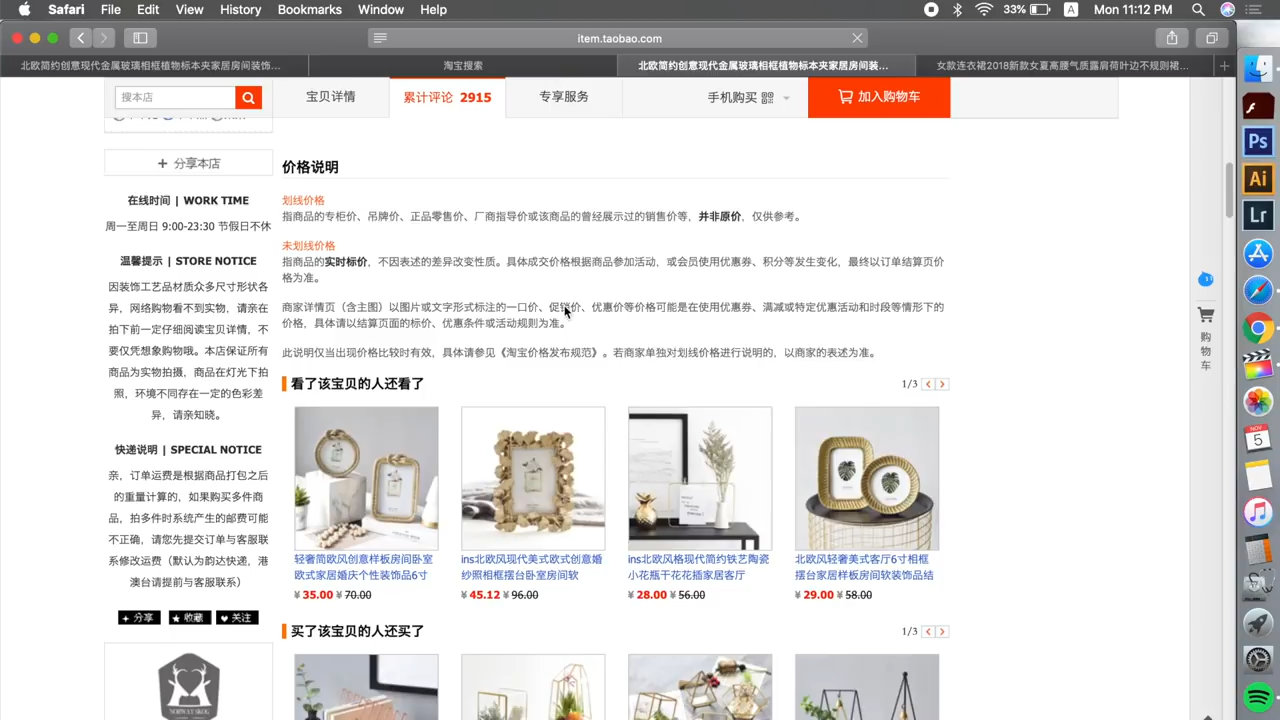 Safari File Edit View History Bookmarks Window Help
33% A Mon 11:12 PM
item.taobao.com
北欧简约创意现代金属玻璃相框植物标本夹家居房间装饰...
淘宝搜索
北欧简约创意现代金属玻璃相框植物标本夹家居房间装...
女款连衣裙2018新款女夏高腰气质露肩荷叶边不规则裙...
搜本店
宝贝详情
累计评论 2915
专享服务
手机购买
加入购物车
+ 分享本店
在线时间 | WORK TIME
周一至周日 9:00-23:30 节假日不休
温馨提示 | STORE NOTICE
因装饰工艺品材质众多尺寸形状各
异，网络购物看不到实物，请亲在
拍下前一定仔细阅读宝贝详情，不
要仅凭想象购物哦。本店保证所有
商品为实物拍摄，商品在灯光下拍
照，环境不同存在一定的色彩差
异，请亲知晓。
快递说明 | SPECIAL NOTICE
亲，订单运费是根据商品打包之后
的重量计算的，如果购买多件商
品，拍多件时系统产生的邮费可能
不正确，请您先提交订单与客服联
系修改运费（默认为韵达快递，港
澳台请提前与客服联系）
+ 分享
★ 收藏
关注
价格说明
划线价格
指商品的专柜价、吊牌价、正品零售价、厂商指导价或该商品的曾经展示过的销售价等，并非原价，仅供参考。
未划线价格
指商品的实时标价，不因表述的差异改变性质。具体成交价格根据商品参加活动，或会员使用优惠券、积分等发生变化，最终以订单结算页价
格为准。
商家详情页（含主图）以图片或文字形式标注的一口价、促销价、优惠价等价格可能是在使用优惠券、满减或特定优惠活动和时段等情形下的
价格，具体请以结算页面的标价、优惠条件或活动规则为准。
此说明仅当出现价格比较时有效，具体请参见《淘宝价格发布规范》。若商家单独对划线价格进行说明的，以商家的表述为准。
看了该宝贝的人还看了
1/3
轻奢简欧风创意样板房间卧室
欧式家居婚庆个性装饰品6寸
¥ 35.00 ¥ 70.00
ins北欧风现代美式欧式创意婚
纱照相框摆台卧室房间软
¥ 45.12 ¥ 96.00
ins北欧风格现代简约铁艺陶瓷
小花瓶干花花插家居客厅
¥ 28.00 ¥ 56.00
北欧风轻奢美式客厅6寸相框
摆台家居样板房间软装饰品结
¥ 29.00 ¥ 58.00
买了该宝贝的人还买了
1/3
购
物
车
Ps
Ai
Lr
NOV
5